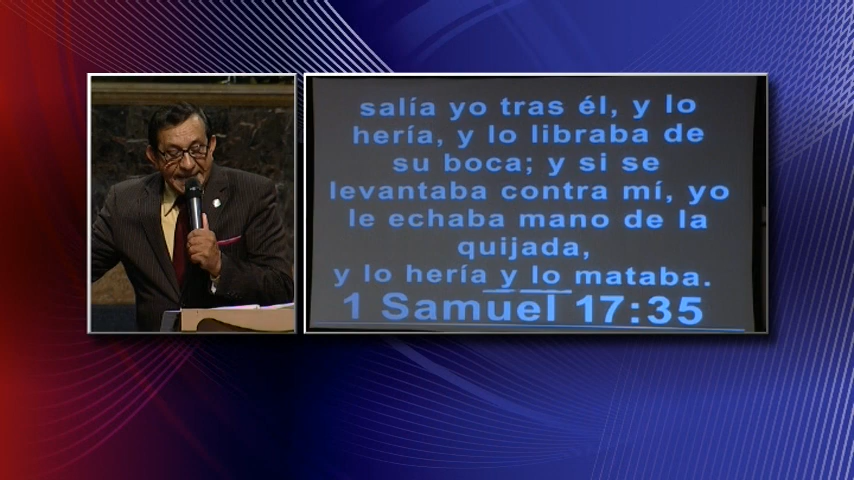 salía yo tras él, y lo
hería, y lo libraba de
su boca; y si se
levantaba contra mí, yo
le echaba mano de la
quijada,
y lo hería y lo mataba.
1 Samuel 17:35